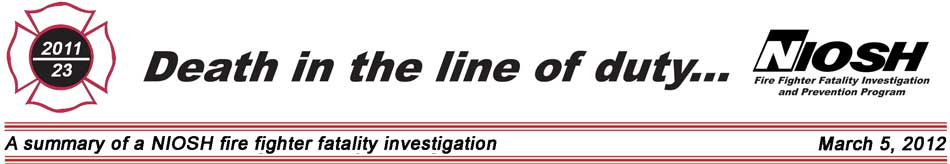 2011
23
Death in the line of duty...
NIOSH
Fire Fighter Fatality Investigation
and Prevention Program
A summary of a NIOSH fire fighter fatality investigation
March 5, 2012